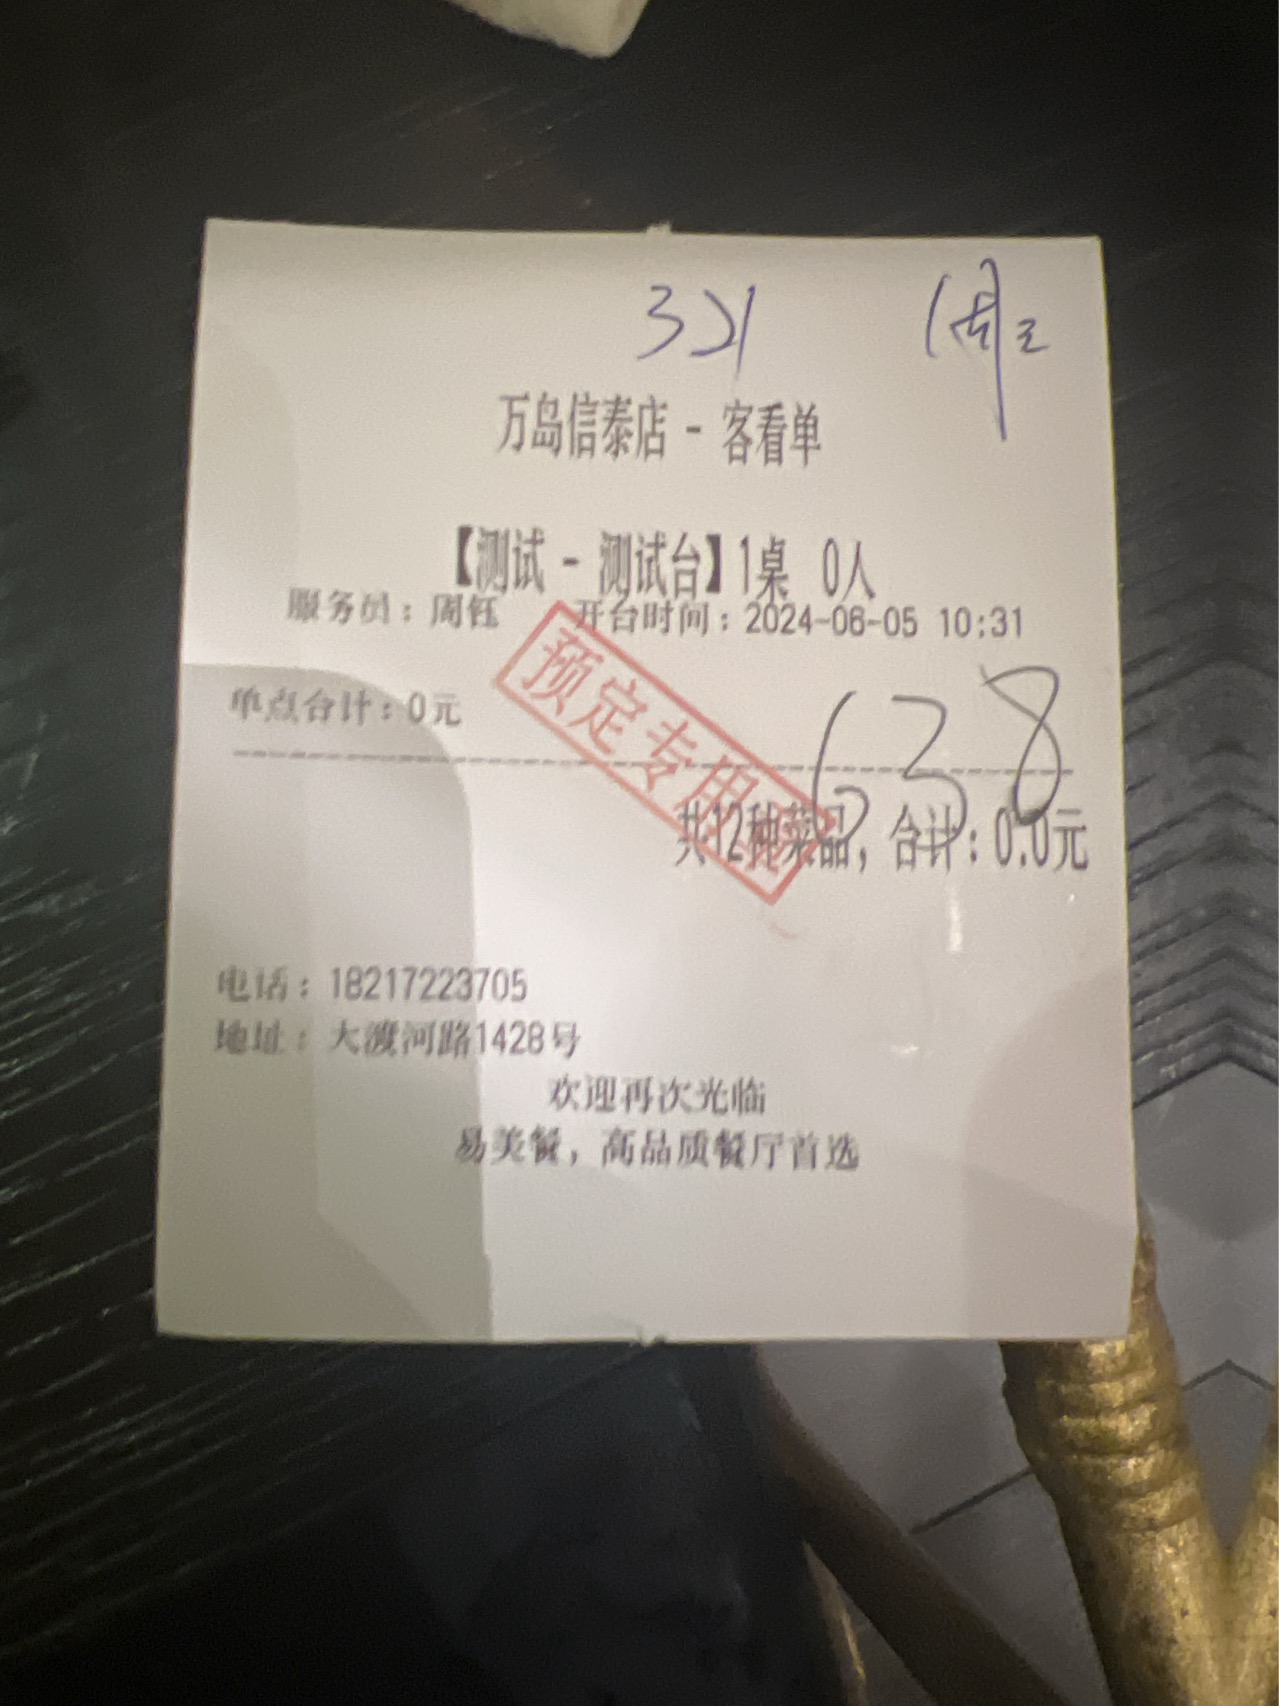 321
万岛信泰店 - 客看单
【测试 - 测试台】1桌 0人
服务员：周钰 开台时间：2024-06-05 10:31
单点合计：0元
638
预定专用
共12种菜品，合计：0.0元
电话：18217223705
地址：大渡河路1428号
欢迎再次光临
易美餐，高品质餐厅首选